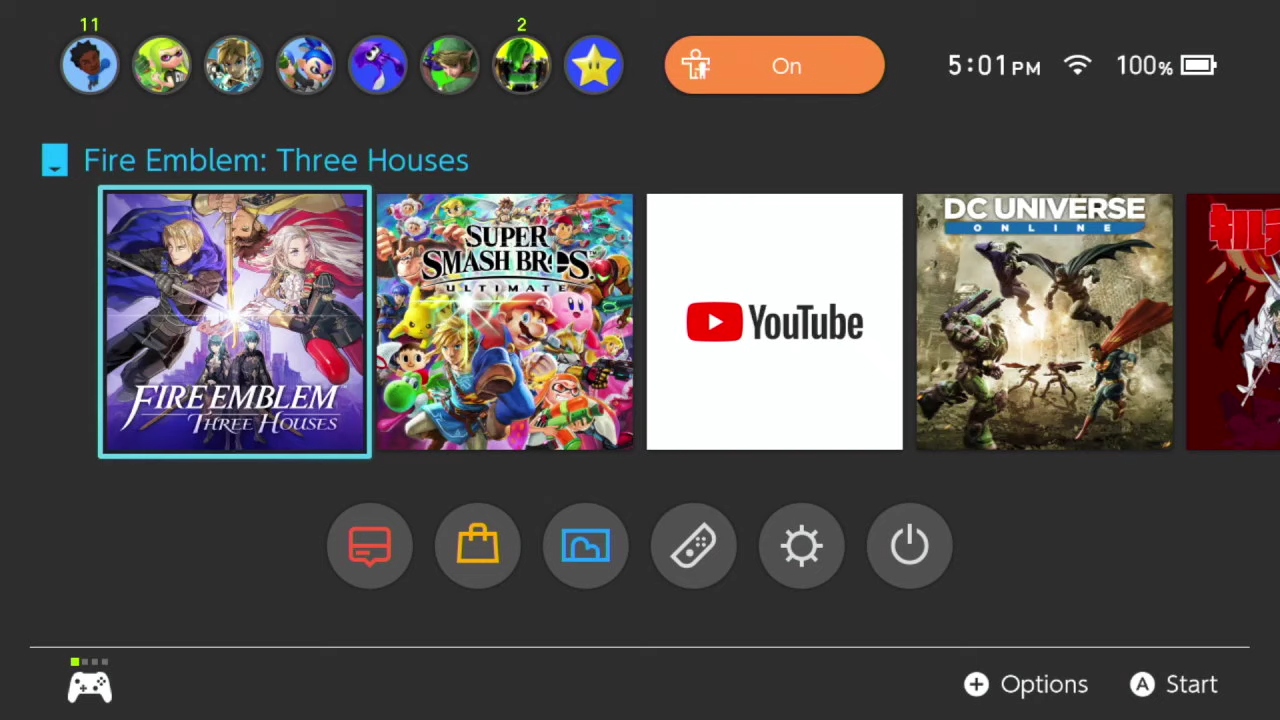 11
2
On
5:01PM
100%
Fire Emblem: Three Houses
FIRE EMBLEM
THREE HOUSES
SUPER
SMASH BROS.
ULTIMATE
YouTube
DC UNIVERSE
ONLINE
+ Options
A Start